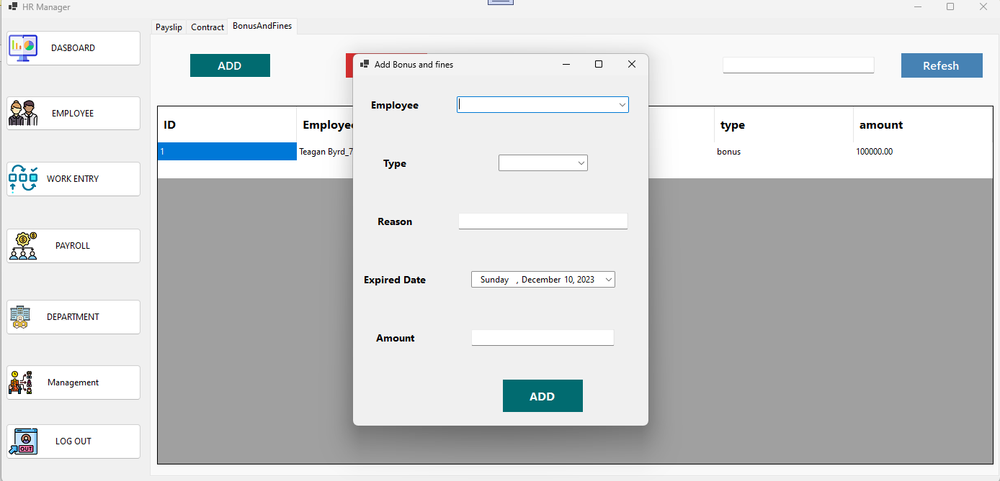 HR Manager
DASBOARD
EMPLOYEE
WORK ENTRY
PAYROLL
DEPARTMENT
Management
LOG OUT
OUT
Payslip Contract BonusAndFines
ADD
Refesh
ID Employee type amount
1 Teagan Byrd_7 bonus 100000.00
Add Bonus and fines
Employee
Type
Reason
Expired Date Sunday , December 10, 2023
Amount
ADD